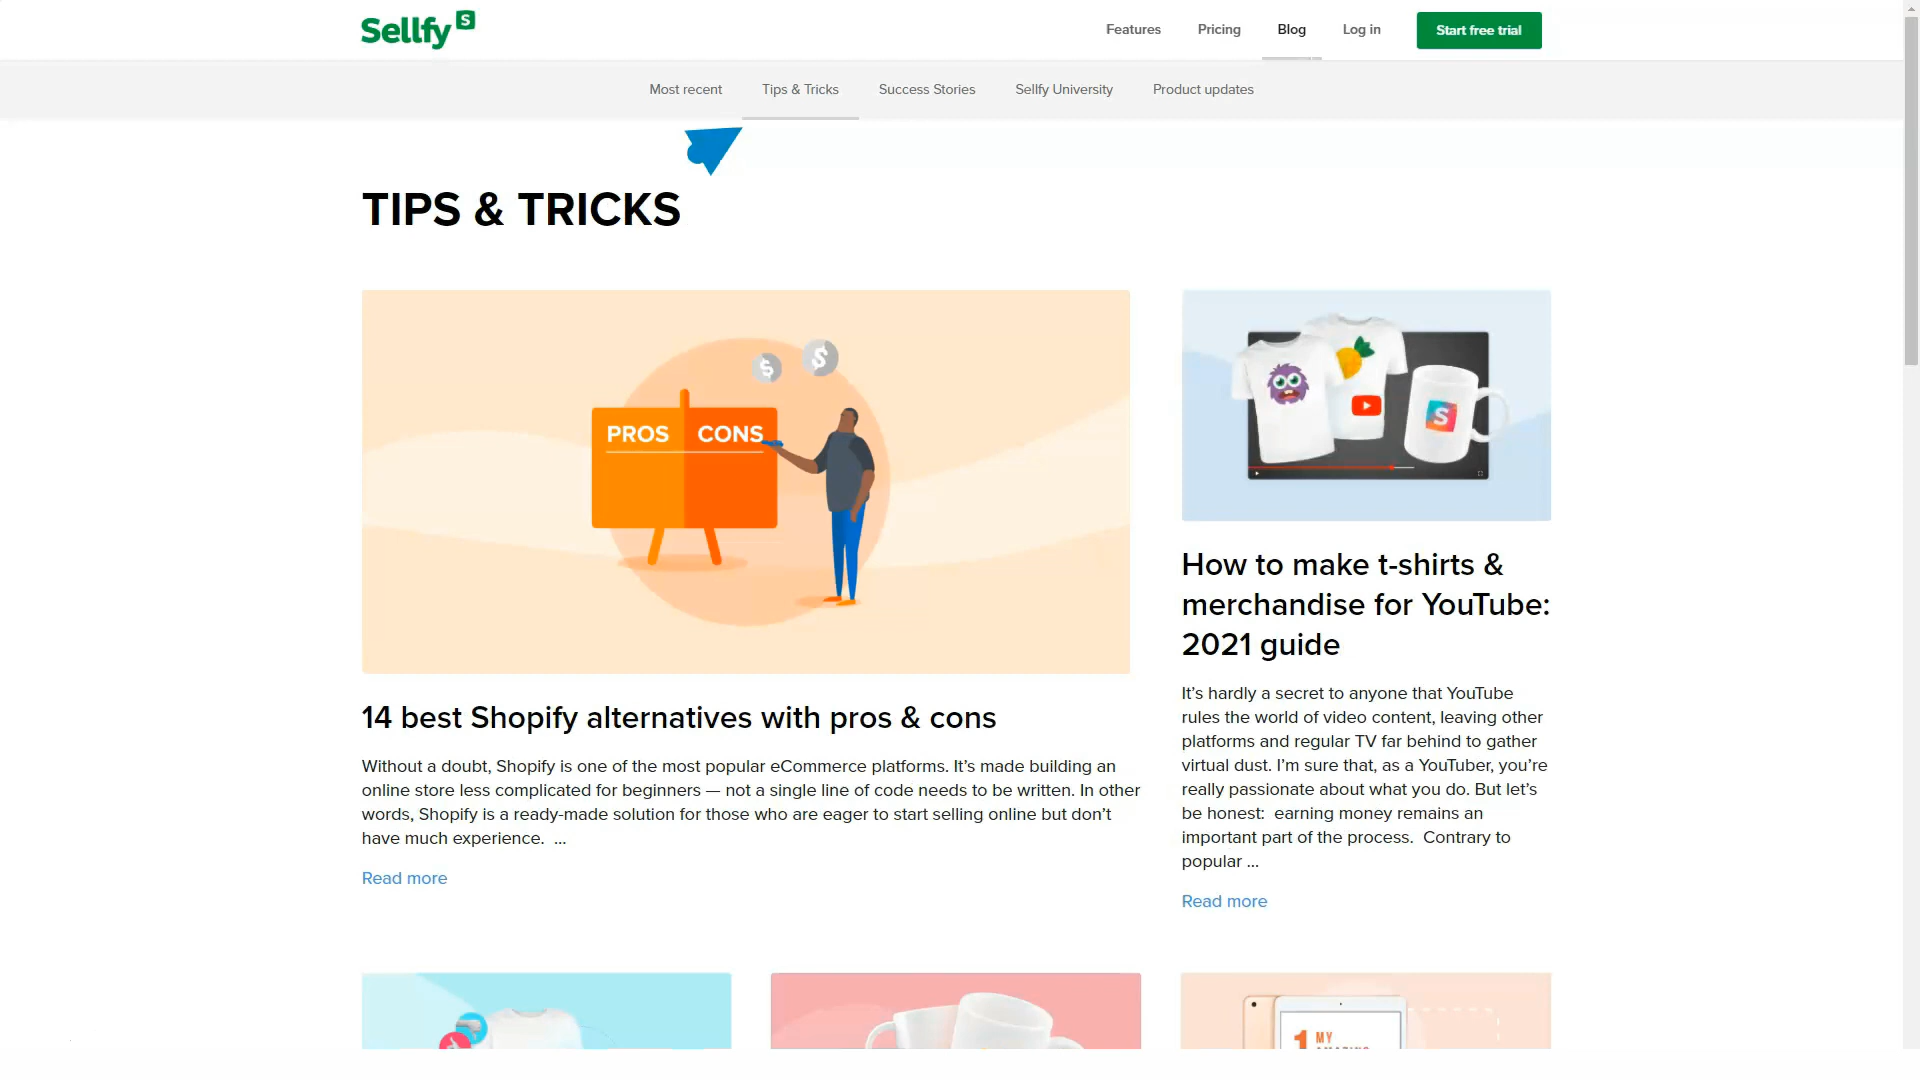 Sellfy S
Features Pricing Blog Log in Start free trial
Most recent Tips & Tricks Success Stories Sellfy University Product updates
TIPS & TRICKS
$ $
PROS CONS
S
14 best Shopify alternatives with pros & cons
Without a doubt, Shopify is one of the most popular eCommerce platforms. It’s made building an
online store less complicated for beginners — not a single line of code needs to be written. In other
words, Shopify is a ready-made solution for those who are eager to start selling online but don’t
have much experience. ...
Read more
How to make t-shirts &
merchandise for YouTube:
2021 guide
It’s hardly a secret to anyone that YouTube
rules the world of video content, leaving other
platforms and regular TV far behind to gather
virtual dust. I’m sure that, as a YouTuber, you’re
really passionate about what you do. But let’s
be honest: earning money remains an
important part of the process. Contrary to
popular ...
Read more
1 MY